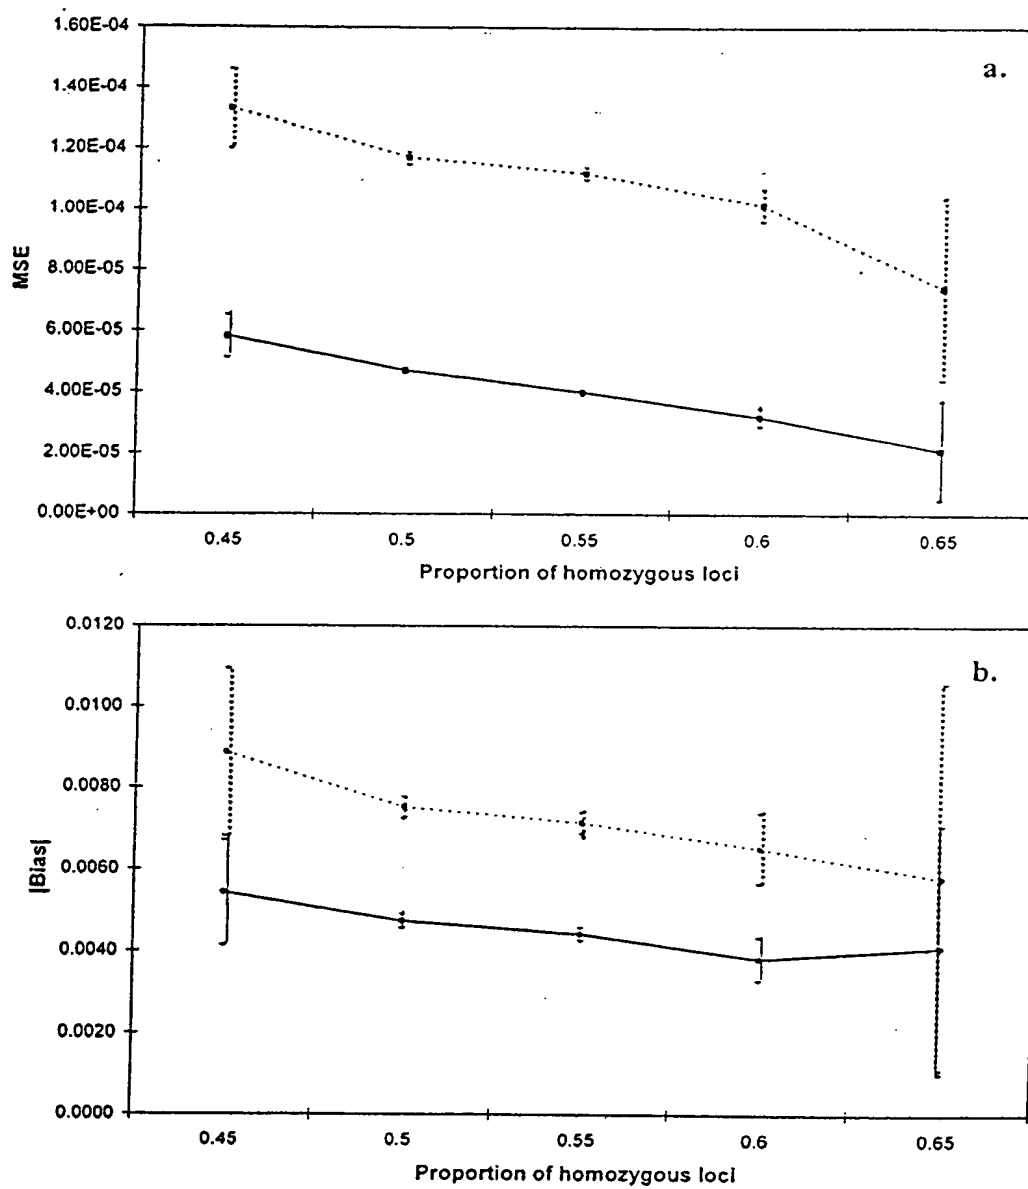 1.60E-04
a.
1.40E-04
1.20E-04
1.00E-04
8.00E-05
6.00E-05
4.00E-05
2.00E-05
0.00E+00
MSE
0.45 0.5 0.55 0.6 0.65
Proportion of homozygous loci
0.0120
b.
0.0100
0.0080
0.0060
0.0040
0.0020
0.0000
|Bias|
0.45 0.5 0.55 0.6 0.65
Proportion of homozygous loci